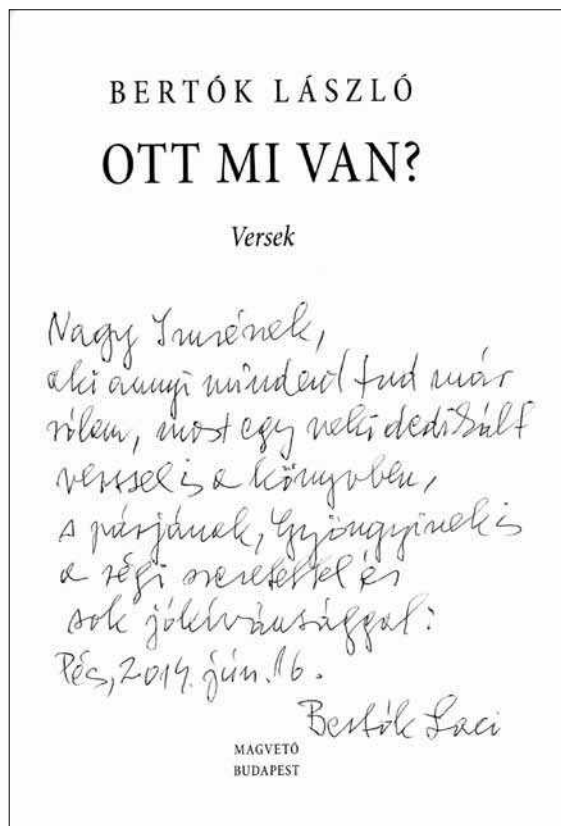 BERTÓK LÁSZLÓ
OTT MI VAN?
Versek
Nagy Imrének,
aki annyi mindent tud már
rólam, most egy neki dedikált
verssel is a könyvben,
s párjának, Gyöngyinek is
a régi szeretettel és
sok jókívánsággal:
Pécs, 2014. jún. 16.
Bertók Laci
MAGVETŐ
BUDAPEST